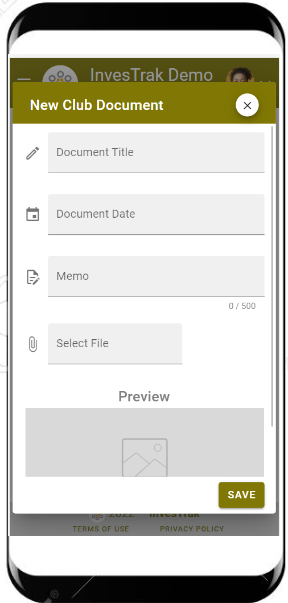 InvesTrak Demo
New Club Document
Document Title
Document Date
Memo
0 / 500
Select File
Preview
SAVE
2022 InvesTrak
TERMS OF USE PRIVACY POLICY